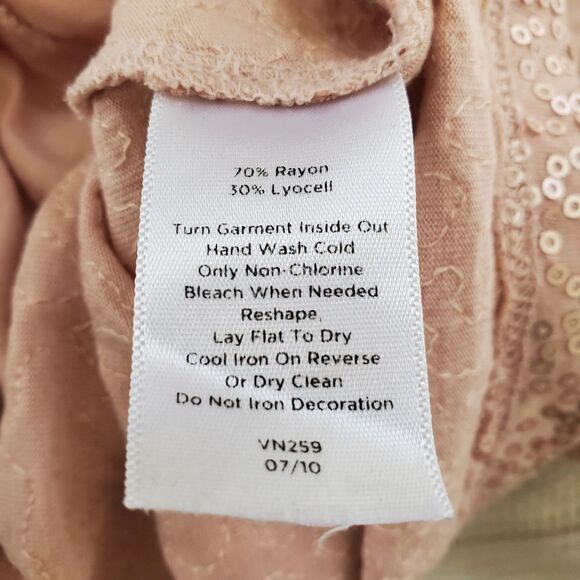 70% Rayon
30% Lyocell
Turn Garment Inside Out
Hand Wash Cold
Only Non-Chlorine
Bleach When Needed
Reshape,
Lay Flat To Dry
Cool Iron On Reverse
Or Dry Clean
Do Not Iron Decoration
VN259
07/10